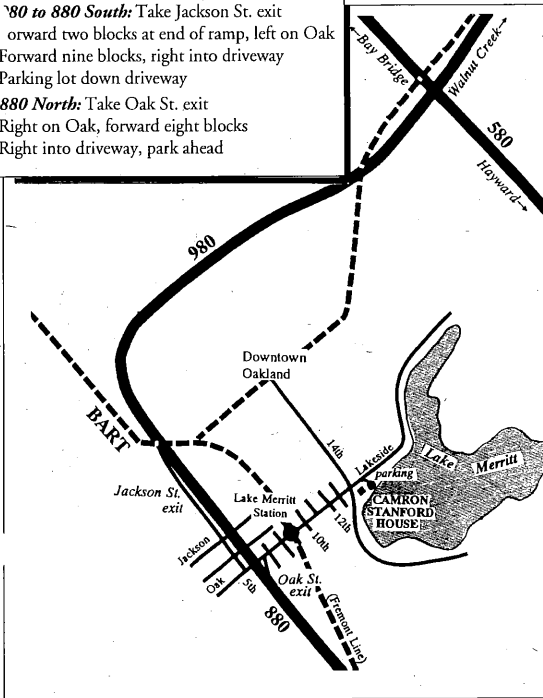 80 to 880 South: Take Jackson St. exit
orward two blocks at end of ramp, left on Oak
Forward nine blocks, right into driveway
Parking lot down driveway
880 North: Take Oak St. exit
Right on Oak, forward eight blocks
Right into driveway, park ahead
←Bay Bridge
Walnut Creek→
580
Hayward→
980
Downtown
Oakland
BART
14th
Lakeside
Lake Merritt
parking
Jackson St.
exit
Lake Merritt
Station
12th
CAMRON
STANFORD
HOUSE
10th
Jackson
Oak
5th
Oak St.
exit
880
(Fremont Line)